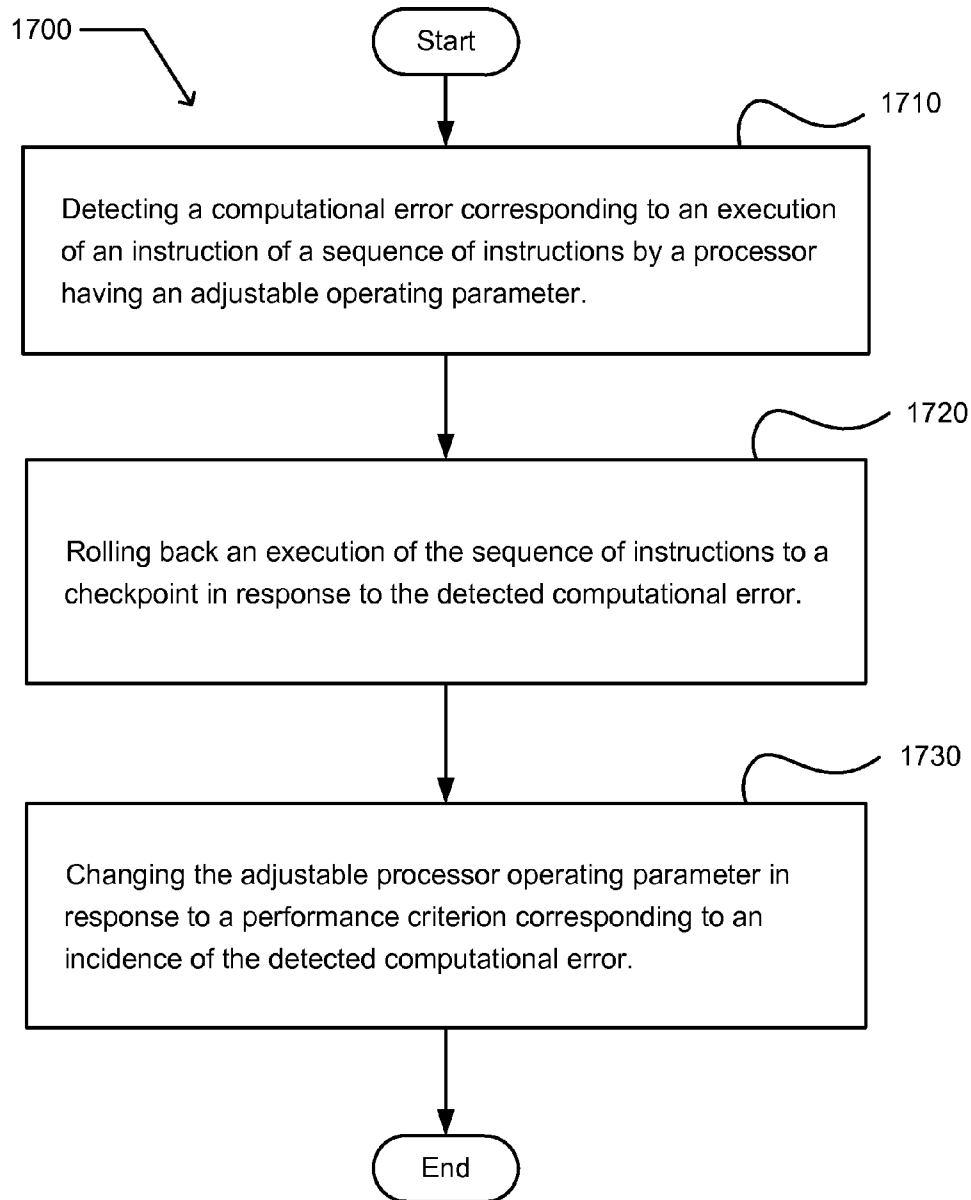 1700
Start
1710
Detecting a computational error corresponding to an execution
of an instruction of a sequence of instructions by a processor
having an adjustable operating parameter.
1720
Rolling back an execution of the sequence of instructions to a
checkpoint in response to the detected computational error.
1730
Changing the adjustable processor operating parameter in
response to a performance criterion corresponding to an
incidence of the detected computational error.
End